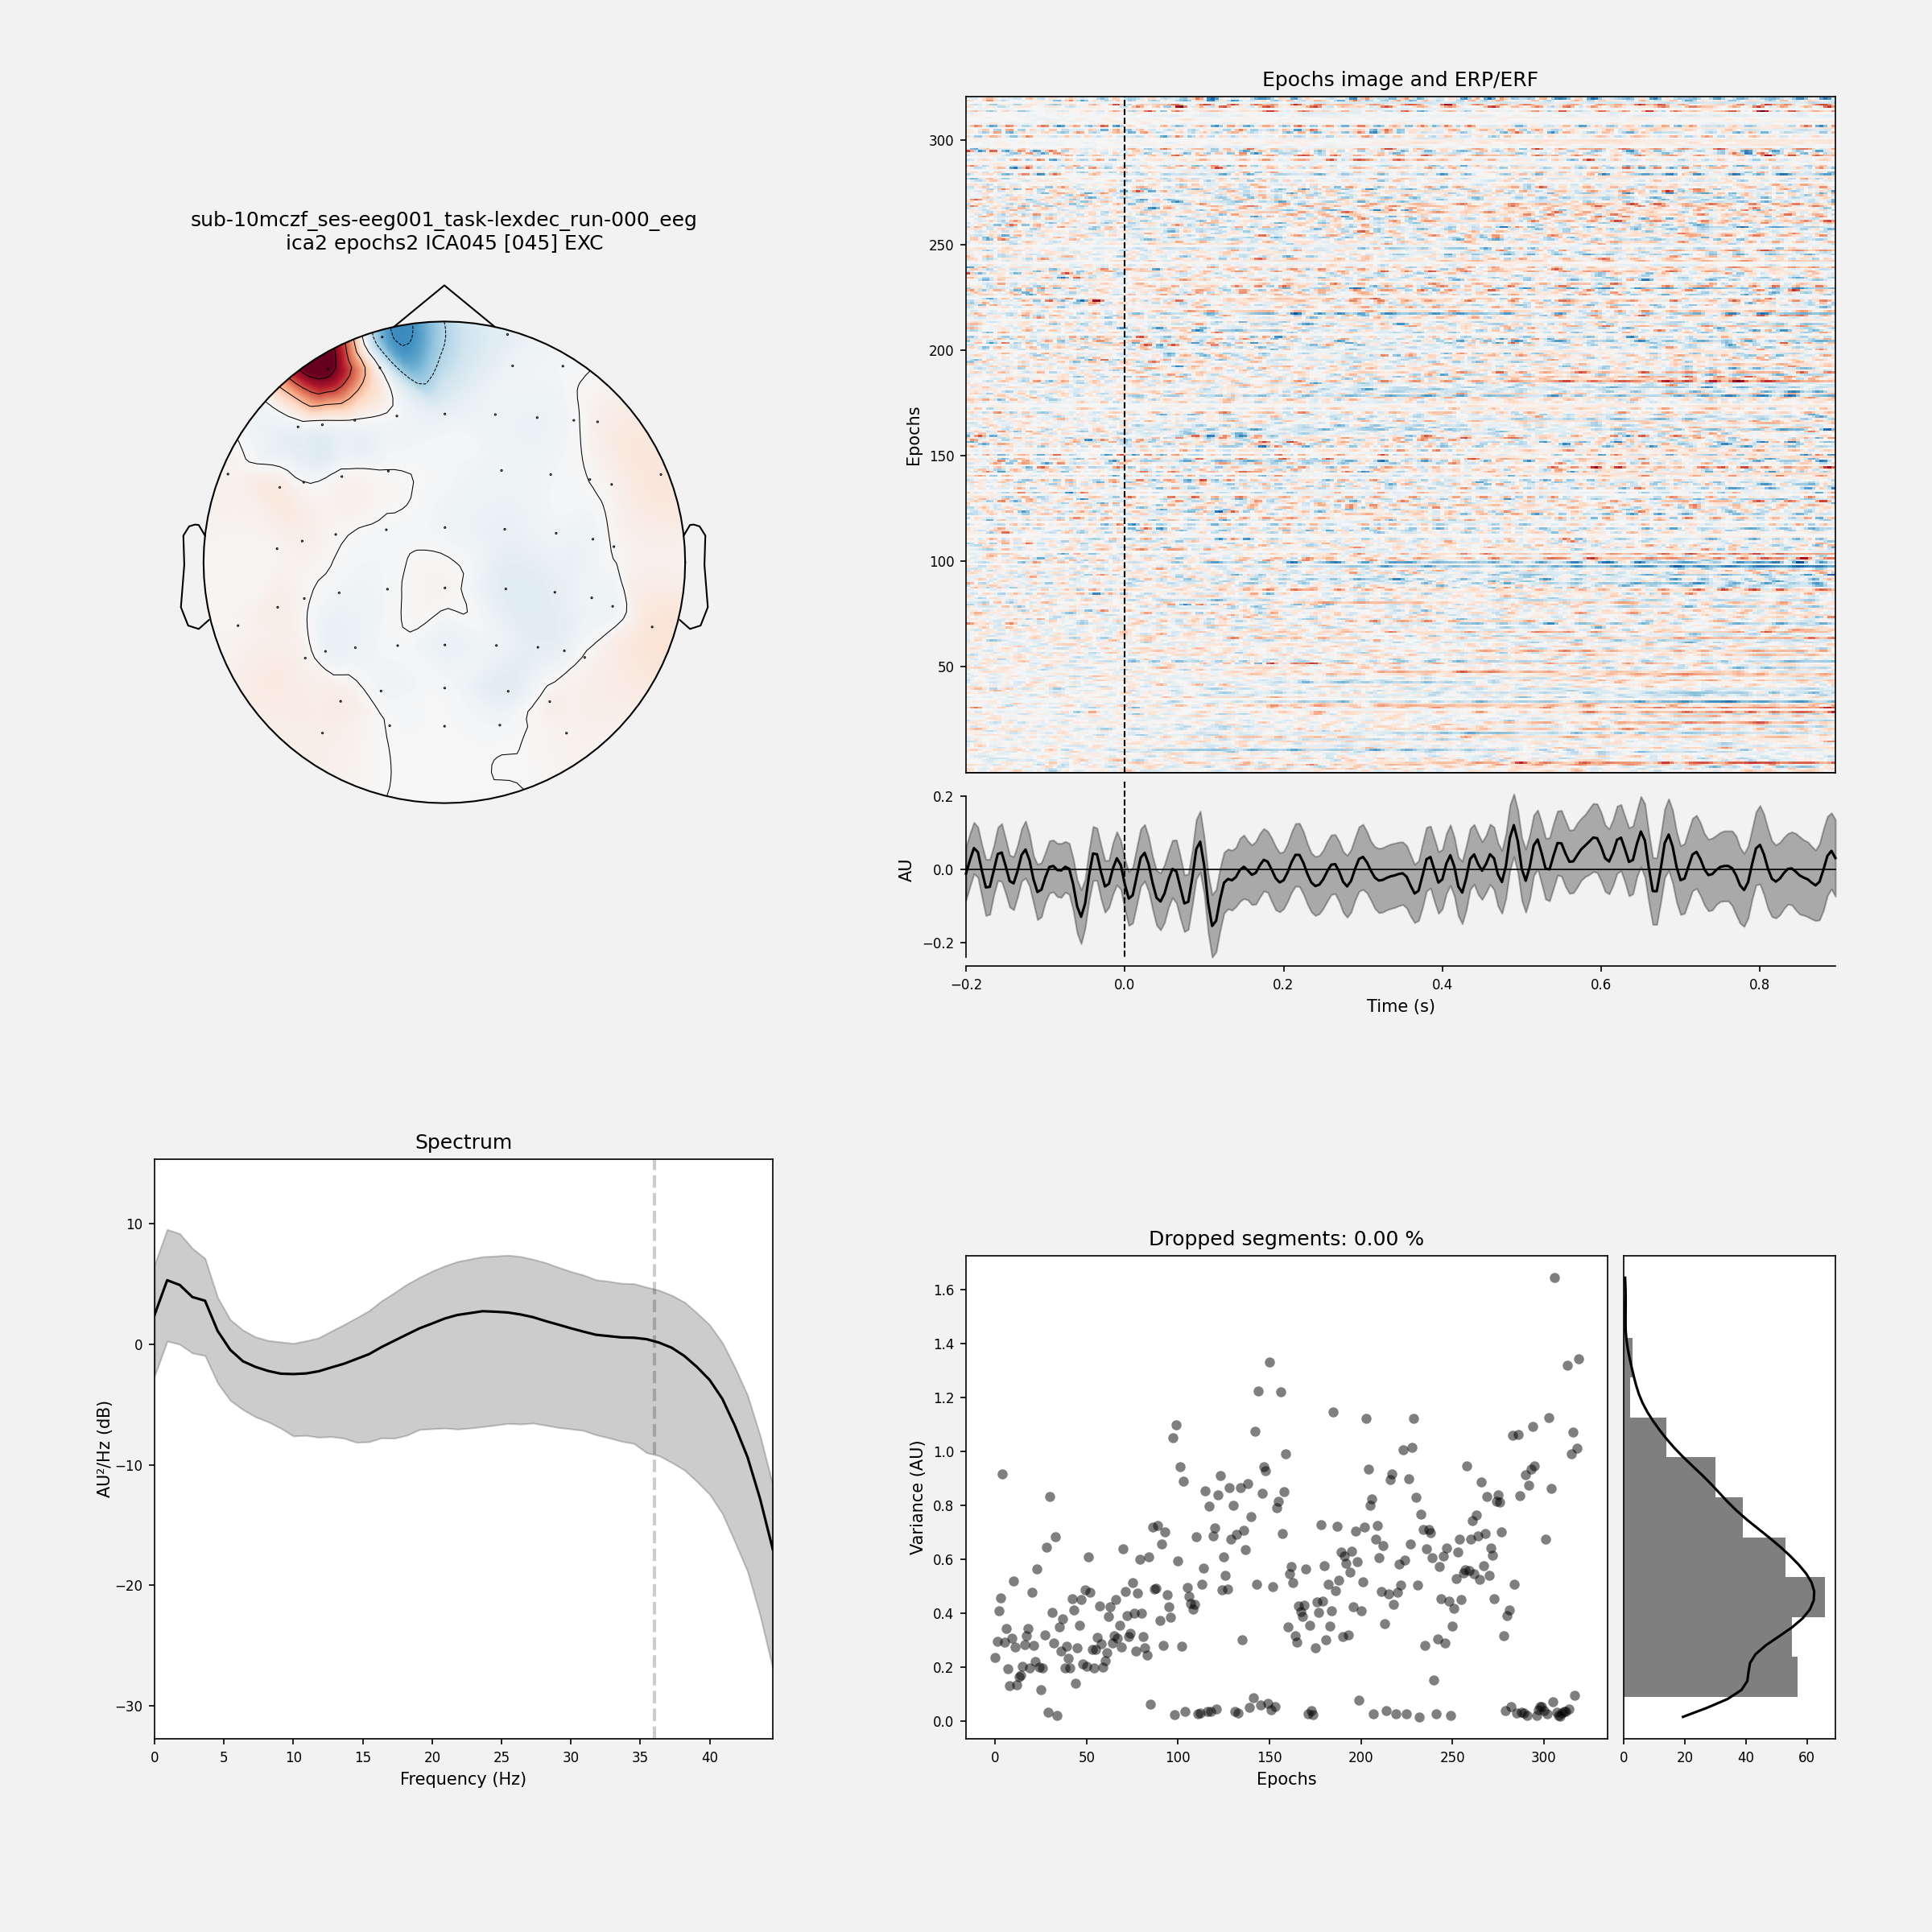 sub-10mczf_ses-eeg001_task-lexdec_run-000_eeg
ica2 epochs2 ICA045 [045] EXC
Epochs image and ERP/ERF
Epochs
300
250
200
150
100
50
AU
0.2
0.0
−0.2
−0.2 0.0 0.2 0.4 0.6 0.8
Time (s)
Spectrum
AU²/Hz (dB)
10
0
−10
−20
−30
0 5 10 15 20 25 30 35 40
Frequency (Hz)
Dropped segments: 0.00 %
Variance (AU)
1.6
1.4
1.2
1.0
0.8
0.6
0.4
0.2
0.0
0 50 100 150 200 250 300
Epochs
0 20 40 60